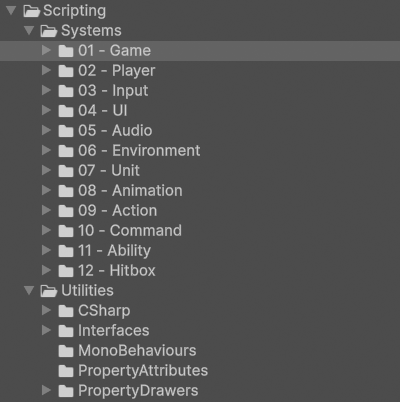 Scripting
Systems
01 - Game
02 - Player
03 - Input
04 - UI
05 - Audio
06 - Environment
07 - Unit
08 - Animation
09 - Action
10 - Command
11 - Ability
12 - Hitbox
Utilities
CSharp
Interfaces
MonoBehaviours
PropertyAttributes
PropertyDrawers